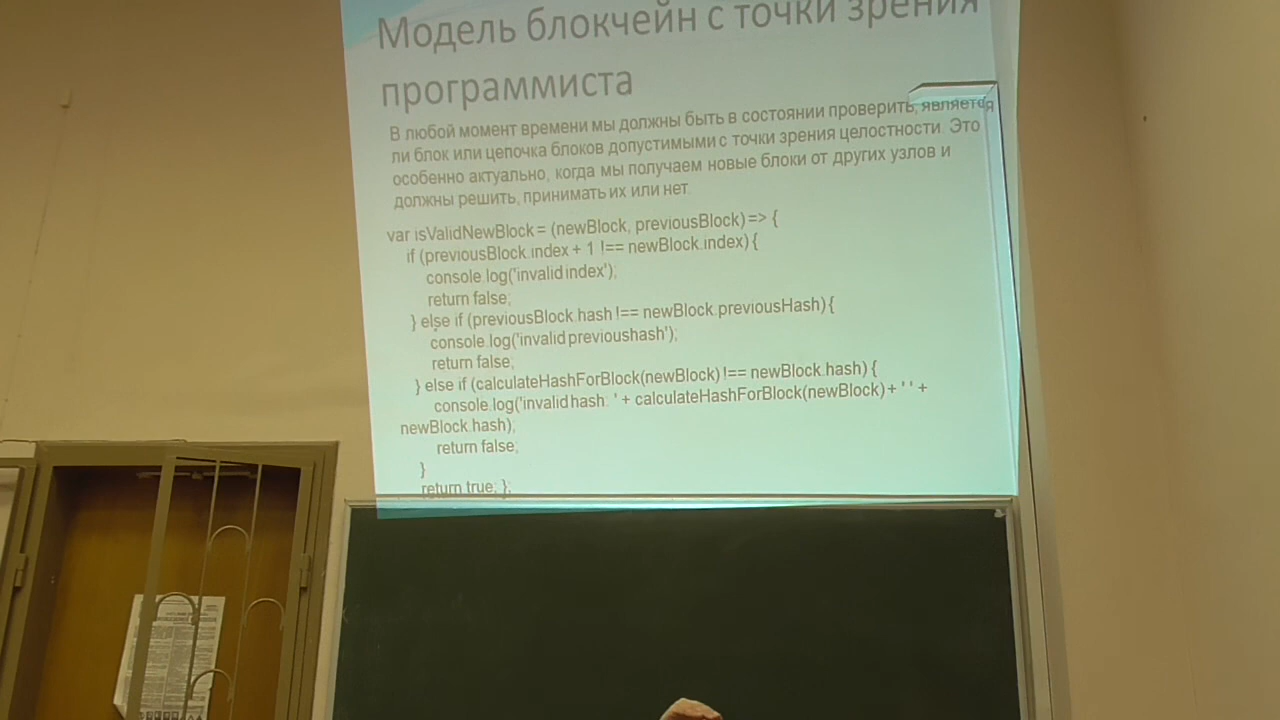 Модель блокчейн с точки зрения
программиста
В любой момент времени мы должны быть в состоянии проверить, является
ли блок или цепочка блоков допустимыми с точки зрения целостности. Это
особенно актуально, когда мы получаем новые блоки от других узлов и
должны решить, принимать их или нет.
var isValidNewBlock = (newBlock, previousBlock) => {
if (previousBlock.index + 1 !== newBlock.index) {
console.log('invalid index');
return false;
} else if (previousBlock.hash !== newBlock.previousHash) {
console.log('invalid previoushash');
return false;
} else if (calculateHashForBlock(newBlock) !== newBlock.hash) {
console.log('invalid hash: ' + calculateHashForBlock(newBlock) + ' ' +
newBlock.hash);
return false;
}
return true; };